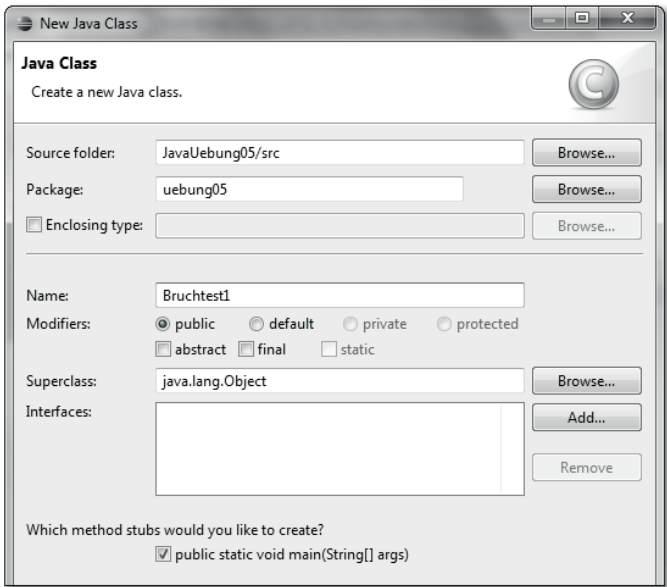 New Java Class
Java Class
Create a new Java class.
Source folder: JavaUebung05/src Browse...
Package: uebung05 Browse...
Enclosing type: Browse...
Name: Bruchtest1
Modifiers: public default private protected
abstract final static
Superclass: java.lang.Object Browse...
Interfaces: Add...
Remove
Which method stubs would you like to create?
public static void main(String[] args)